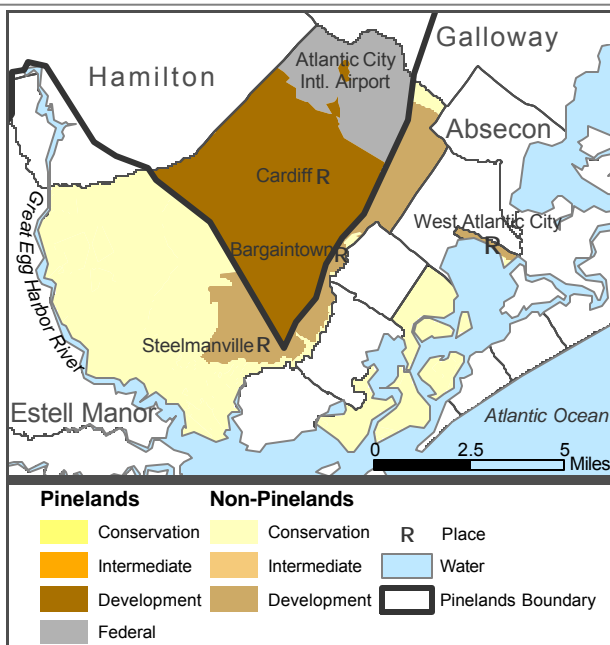 Galloway
Hamilton
Atlantic City
Intl. Airport
Absecon
Cardiff R
West Atlantic City
R
Bargaintown R
Great Egg Harbor River
Steelmanville R
Estell Manor
Atlantic Ocean
0 2.5 5
Miles
Pinelands Non-Pinelands
Conservation Conservation R Place
Intermediate Intermediate Water
Development Development Pinelands Boundary
Federal